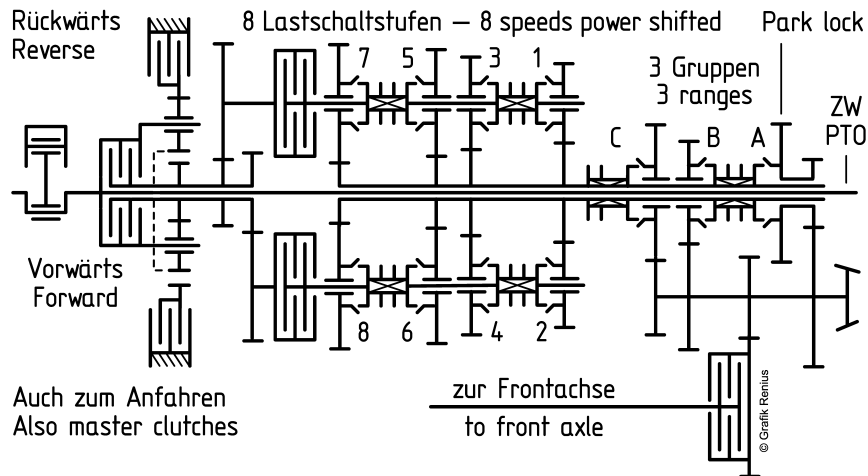 Rückwärts
Reverse
8 Lastschaltstufen – 8 speeds power shifted
Park lock
7
5
3
1
3 Gruppen
3 ranges
ZW
PTO
C
B
A
Vorwärts
Forward
8
6
4
2
Auch zum Anfahren
Also master clutches
zur Frontachse
to front axle
© Grafik Renius